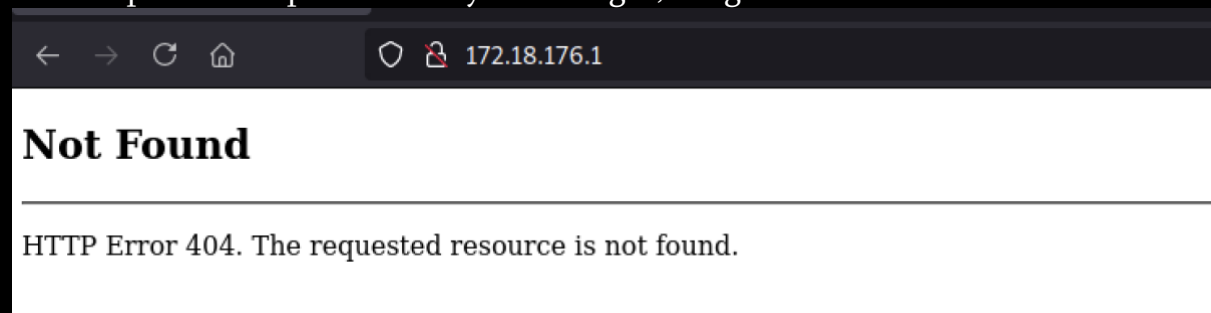 172.18.176.1
Not Found
HTTP Error 404. The requested resource is not found.